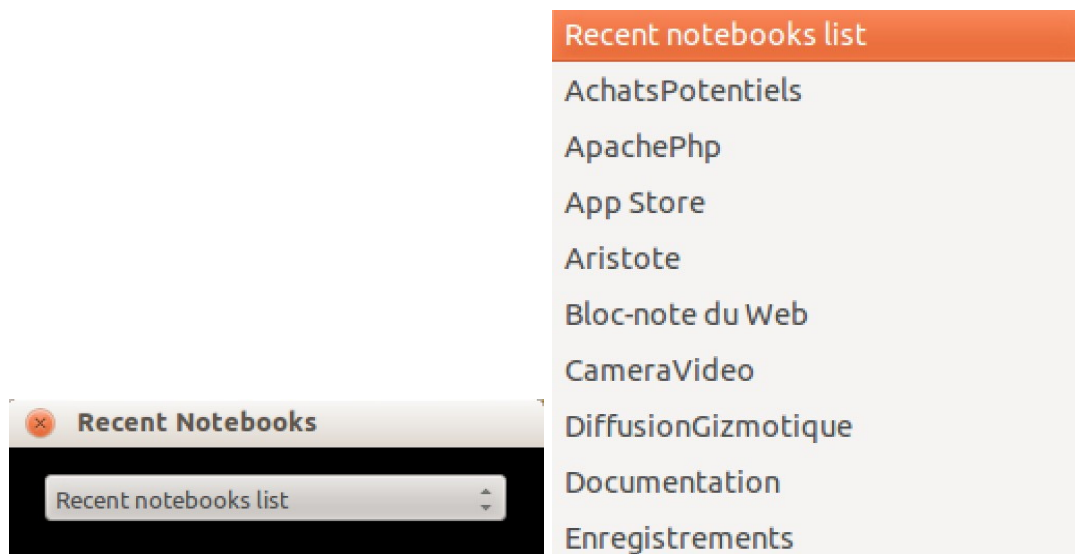 Recent Notebooks
Recent notebooks list
Recent notebooks list
AchatsPotentiels
ApachePhp
App Store
Aristote
Bloc-note du Web
CameraVideo
DiffusionGizmotique
Documentation
Enregistrements